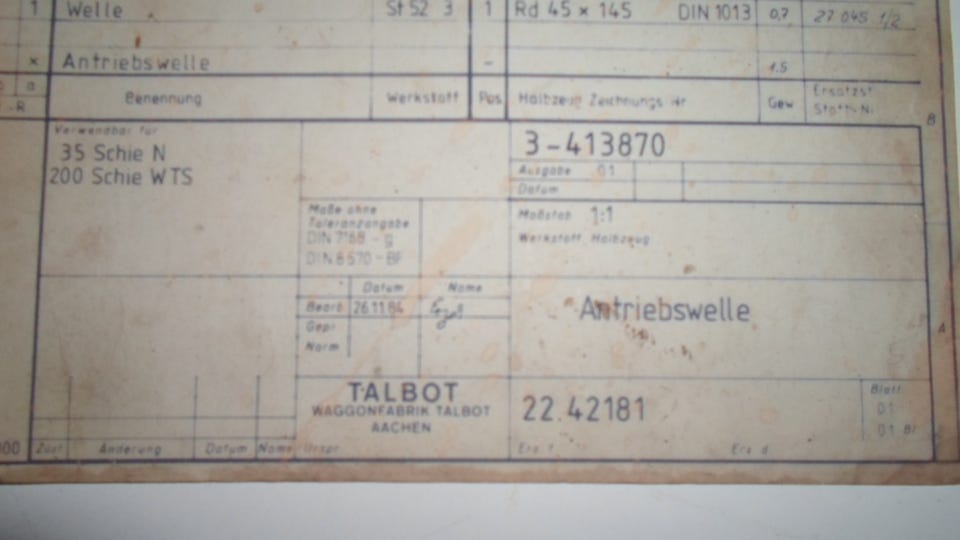 1 Welle St 52 3 1 Rd 45 x 145 DIN 1013 0,7 27 045 1/2
x Antriebswelle - 1.5
a
-R Benennung Werkstoff Pos Halbzeug Zeichnungs Nr Gew Ersatzst
Stoff-Nr
B
Verwendbar für
35 Schie N
200 Schie WTS
3-413870
Ausgabe 01
Datum
Maße ohne
Toleranzangabe
DIN 7168 - g
DIN 8570 - BF
Maßstab 1:1
Werkstoff, Halbzeug
Datum Name
Bearb 26.11.84
Gepr
Norm
Antriebswelle
A
TALBOT
WAGGONFABRIK TALBOT
AACHEN
22.42181
Blatt
01
01 Bl
000 Zust Änderung Datum Name Urspr Ers f Ers d